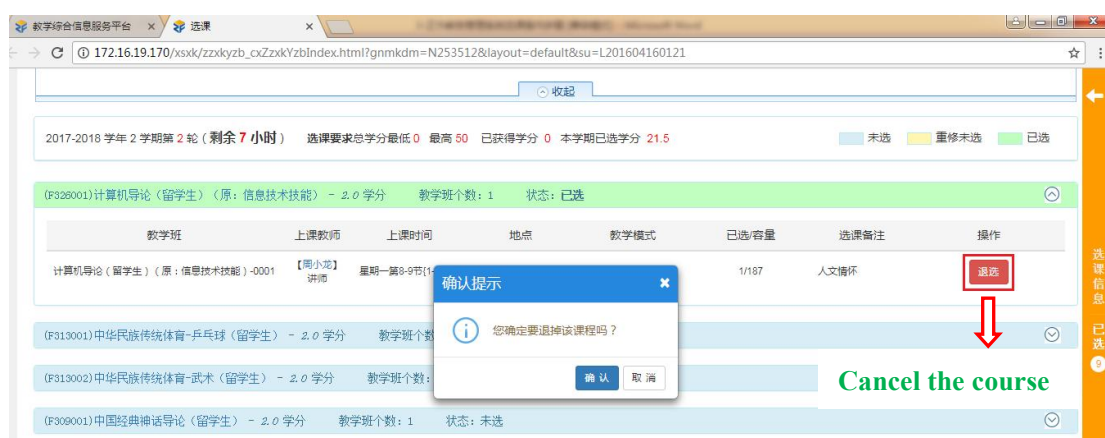 教学综合信息服务平台
选课
172.16.19.170/xsxk/zzxkyzb_cxZzxkYzbIndex.html?gnmkdm=N253512&layout=default&su=L201604160121
收起
2017-2018 学年 2 学期第 2 轮（剩余 7 小时） 选课要求总学分最低 0 最高 50 已获得学分 0 本学期已选学分 21.5 未选 重修未选 已选
(F326001)计算机导论（留学生）（原：信息技术技能） - 2.0 学分 教学班个数: 1 状态: 已选
教学班 上课教师 上课时间 地点 教学模式 已选/容量 选课备注 操作
计算机导论（留学生）(原：信息技术技能) -0001 【周小龙】 讲师 星期一第8-9节{1- 1/187 人文情怀 退选
确认提示
您确定要退掉该课程吗？
确 认 取 消
(F313001)中华民族传统体育-乒乓球（留学生） - 2.0 学分 教学班个数
(F313002)中华民族传统体育-武术（留学生） - 2.0 学分 教学班个数:
(F309001)中国经典神话导论（留学生） - 2.0 学分 教学班个数: 1 状态: 未选
Cancel the course
选课信息 已选 9